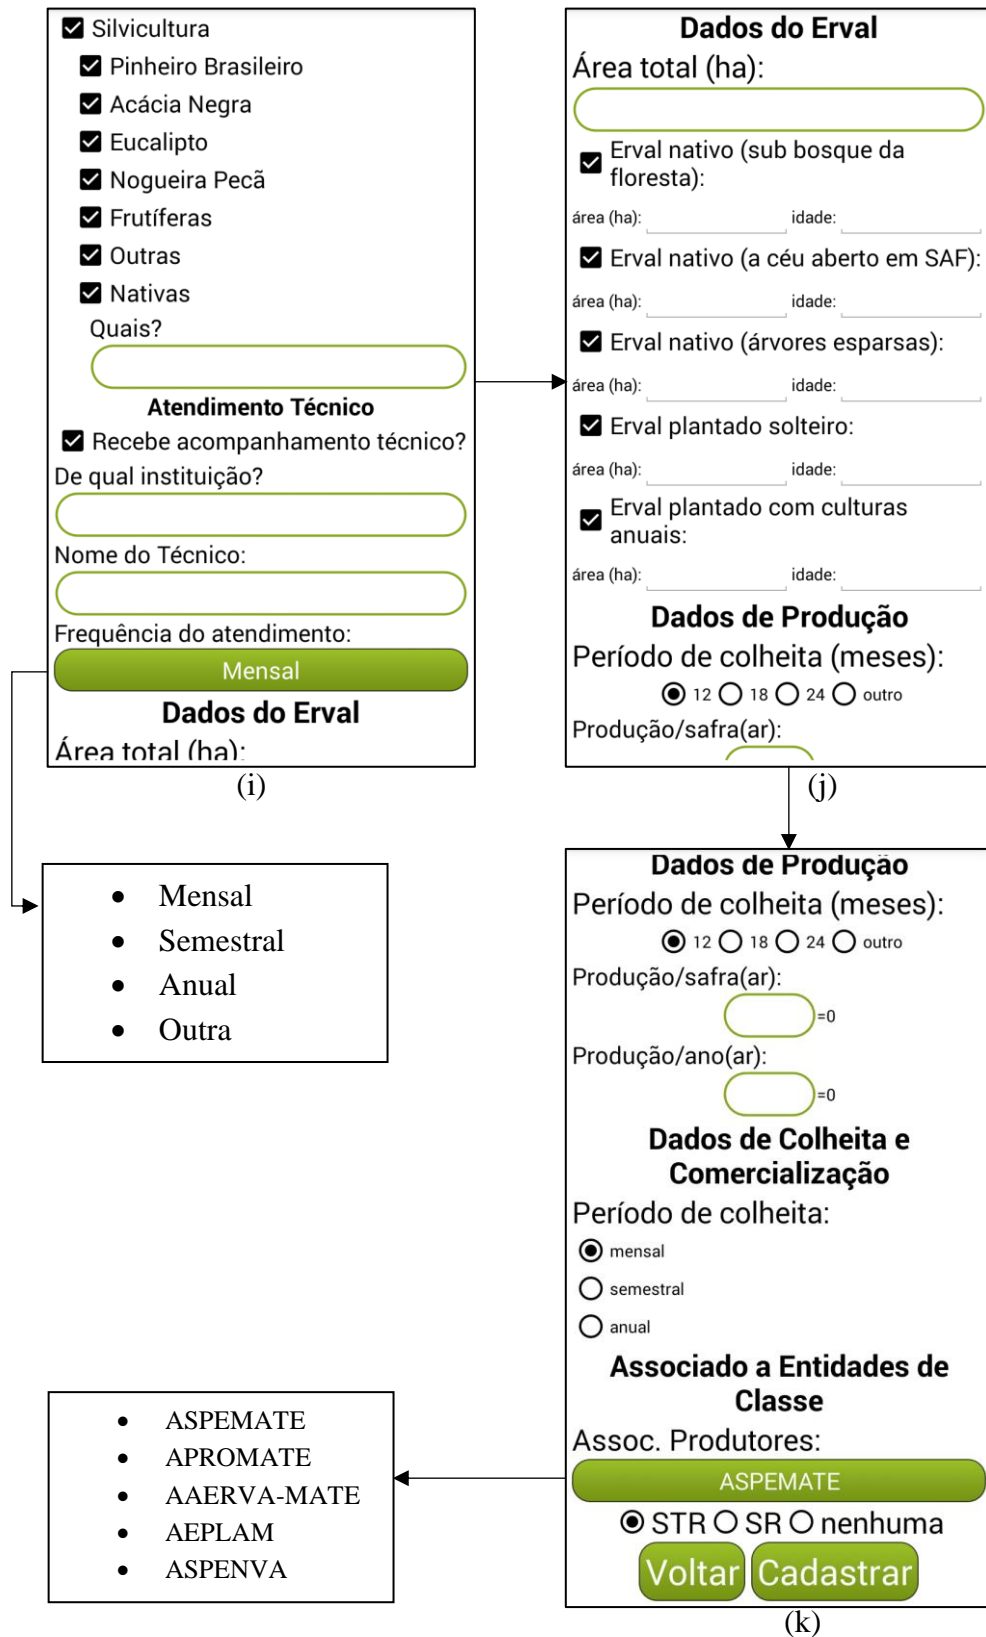 Silvicultura
Pinheiro Brasileiro
Acácia Negra
Eucalipto
Nogueira Pecã
Frutíferas
Outras
Nativas
Quais?
Atendimento Técnico
Recebe acompanhamento técnico?
De qual instituição?
Nome do Técnico:
Frequência do atendimento:
Mensal
Dados do Erval
Área total (ha):
(i)
Dados do Erval
Área total (ha):
Erval nativo (sub bosque da
floresta):
área (ha): idade:
Erval nativo (a céu aberto em SAF):
área (ha): idade:
Erval nativo (árvores esparsas):
área (ha): idade:
Erval plantado solteiro:
área (ha): idade:
Erval plantado com culturas
anuais:
área (ha): idade:
Dados de Produção
Período de colheita (meses):
12 18 24 outro
Produção/safra(ar):
(j)
• Mensal
• Semestral
• Anual
• Outra
Dados de Produção
Período de colheita (meses):
12 18 24 outro
Produção/safra(ar):
=0
Produção/ano(ar):
=0
Dados de Colheita e
Comercialização
Período de colheita:
mensal
semestral
anual
Associado a Entidades de
Classe
Assoc. Produtores:
ASPEMATE
STR SR nenhuma
Voltar Cadastrar
(k)
• ASPEMATE
• APROMATE
• AAERVA-MATE
• AEPLAM
• ASPENVA